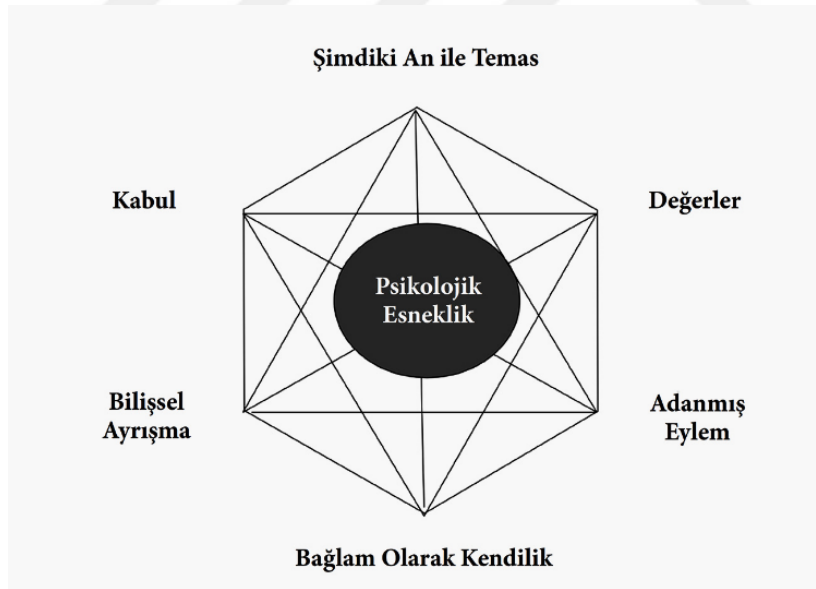 Şimdiki An ile Temas
Kabul
Değerler
Psikolojik
Esneklik
Bilişsel
Ayrışma
Adanmış
Eylem
Bağlam Olarak Kendilik